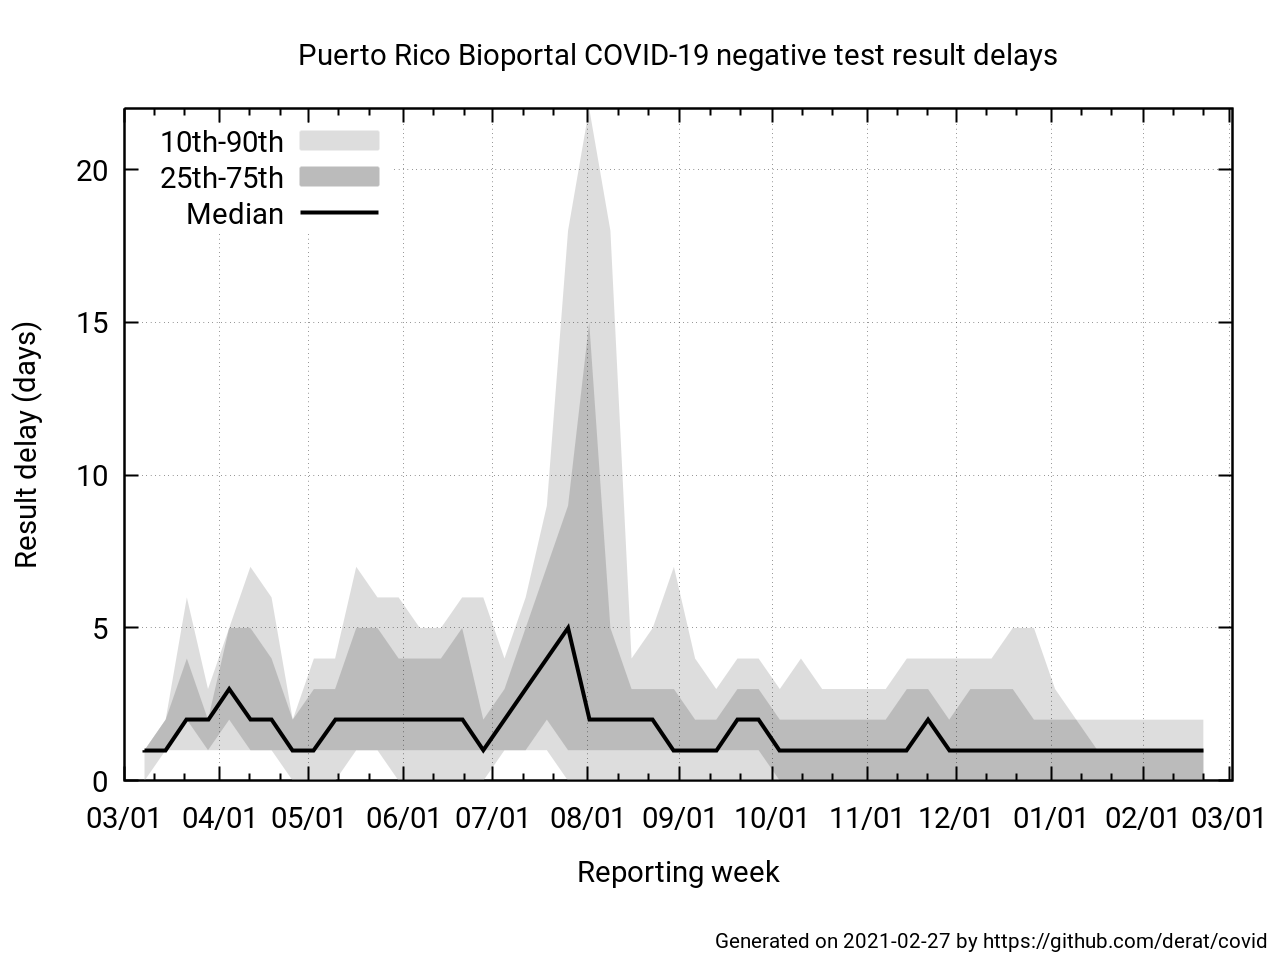 Puerto Rico Bioportal COVID-19 negative test result delays
10th-90th
25th-75th
Median
20
15
10
5
0
Result delay (days)
03/01 04/01 05/01 06/01 07/01 08/01 09/01 10/01 11/01 12/01 01/01 02/01 03/01
Reporting week
Generated on 2021-02-27 by https://github.com/derat/covid